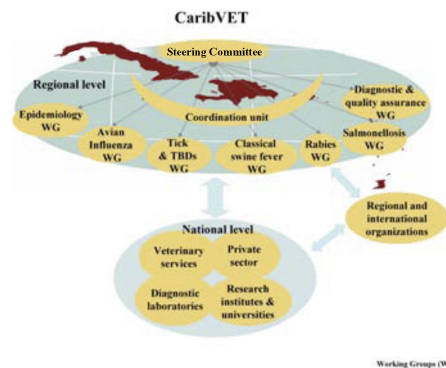 CaribVET
Steering Committee
Regional level
Diagnostic &
quality assurance
WG
Coordination unit
Epidemiology
WG
Avian
Influenza
WG
Tick
& TBDs
WG
Classical
swine fever
WG
Rabies
WG
Salmonellosis
WG
Regional and
international
organizations
National level
Veterinary
services
Private
sector
Diagnostic
laboratories
Research
institutes &
universities
Working Groups (W